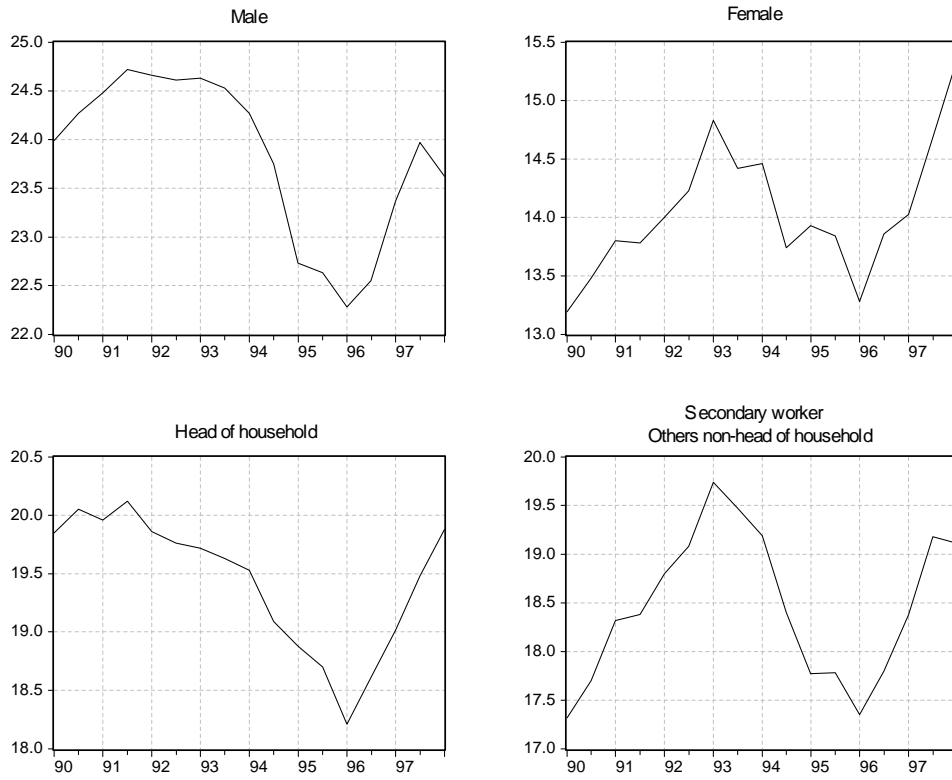 Male
25.0
24.5
24.0
23.5
23.0
22.5
22.0
90 91 92 93 94 95 96 97
Female
15.5
15.0
14.5
14.0
13.5
13.0
90 91 92 93 94 95 96 97
Head of household
20.5
20.0
19.5
19.0
18.5
18.0
90 91 92 93 94 95 96 97
Secondary worker
Others non-head of household
20.0
19.5
19.0
18.5
18.0
17.5
17.0
90 91 92 93 94 95 96 97